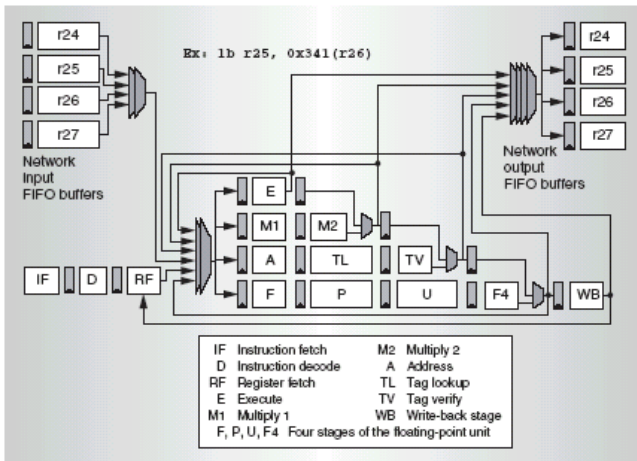 r24
r25
r26
r27
Network
Input
FIFO buffers
Ex: lb r25, 0x341(r26)
r24
r25
r26
r27
Network
output
FIFO buffers
E
M1 M2
A TL TV
IF D RF F P U F4 WB
IF Instruction fetch M2 Multiply 2
D Instruction decode A Address
RF Register fetch TL Tag lookup
E Execute TV Tag verify
M1 Multiply 1 WB Write-back stage
F, P, U, F4 Four stages of the floating-point unit